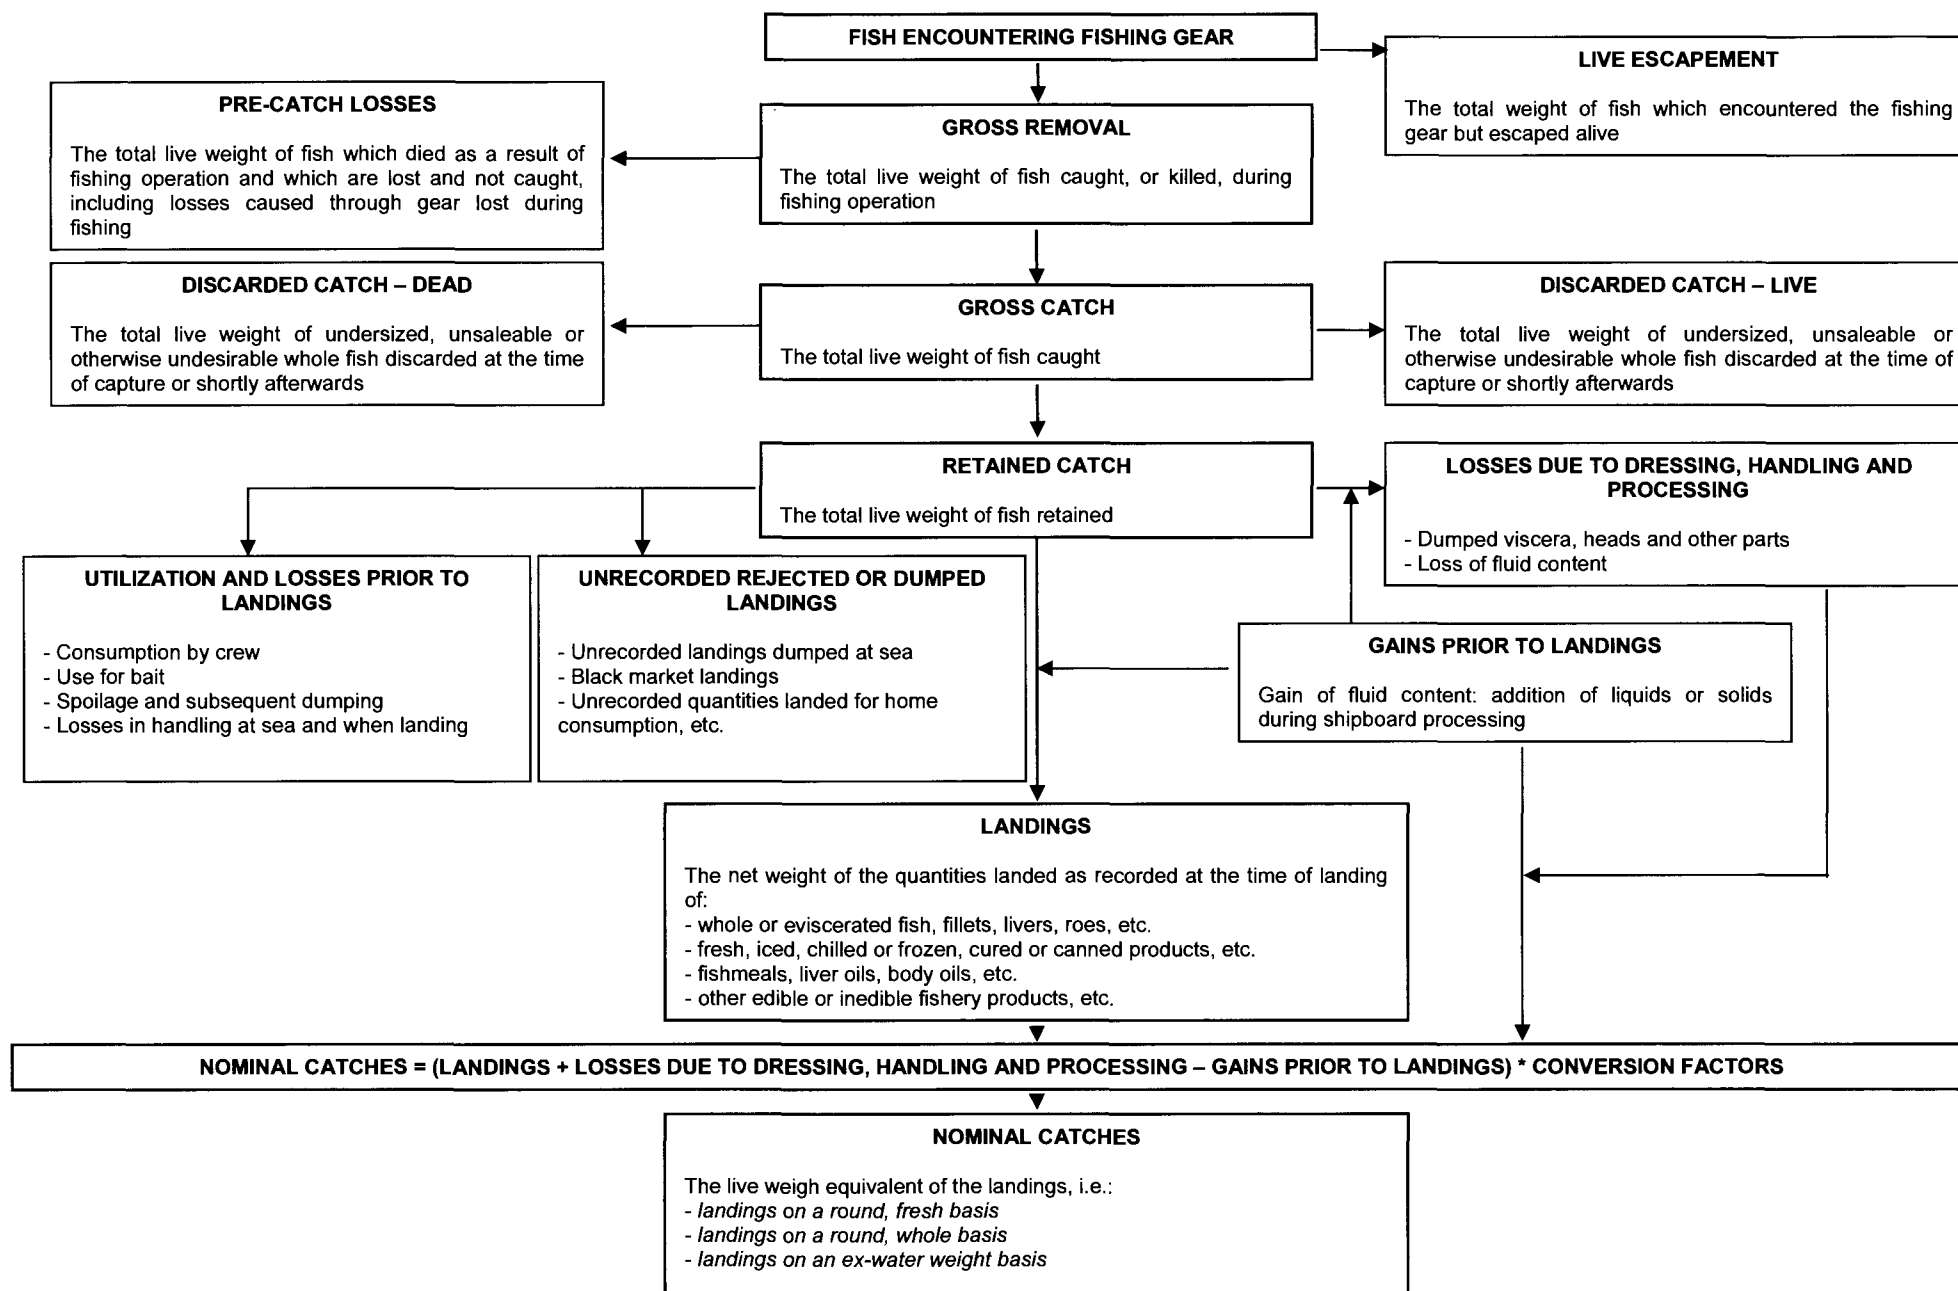 FISH ENCOUNTERING FISHING GEAR
LIVE ESCAPEMENT
The total weight of fish which encountered the fishing
gear but escaped alive
PRE-CATCH LOSSES
The total live weight of fish which died as a result of
fishing operation and which are lost and not caught,
including losses caused through gear lost during
fishing
GROSS REMOVAL
The total live weight of fish caught, or killed, during
fishing operation
DISCARDED CATCH – DEAD
The total live weight of undersized, unsaleable or
otherwise undesirable whole fish discarded at the time
of capture or shortly afterwards
GROSS CATCH
The total live weight of fish caught
DISCARDED CATCH – LIVE
The total live weight of undersized, unsaleable or
otherwise undesirable whole fish discarded at the time of
capture or shortly afterwards
RETAINED CATCH
The total live weight of fish retained
LOSSES DUE TO DRESSING, HANDLING AND
PROCESSING
- Dumped viscera, heads and other parts
- Loss of fluid content
UTILIZATION AND LOSSES PRIOR TO
LANDINGS
- Consumption by crew
- Use for bait
- Spoilage and subsequent dumping
- Losses in handling at sea and when landing
UNRECORDED REJECTED OR DUMPED
LANDINGS
- Unrecorded landings dumped at sea
- Black market landings
- Unrecorded quantities landed for home
consumption, etc.
GAINS PRIOR TO LANDINGS
Gain of fluid content: addition of liquids or solids
during shipboard processing
LANDINGS
The net weight of the quantities landed as recorded at the time of landing
of:
- whole or eviscerated fish, fillets, livers, roes, etc.
- fresh, iced, chilled or frozen, cured or canned products, etc.
- fishmeals, liver oils, body oils, etc.
- other edible or inedible fishery products, etc.
NOMINAL CATCHES = (LANDINGS + LOSSES DUE TO DRESSING, HANDLING AND PROCESSING – GAINS PRIOR TO LANDINGS) * CONVERSION FACTORS
NOMINAL CATCHES
The live weigh equivalent of the landings, i.e.:
- landings on a round, fresh basis
- landings on a round, whole basis
- landings on an ex-water weight basis